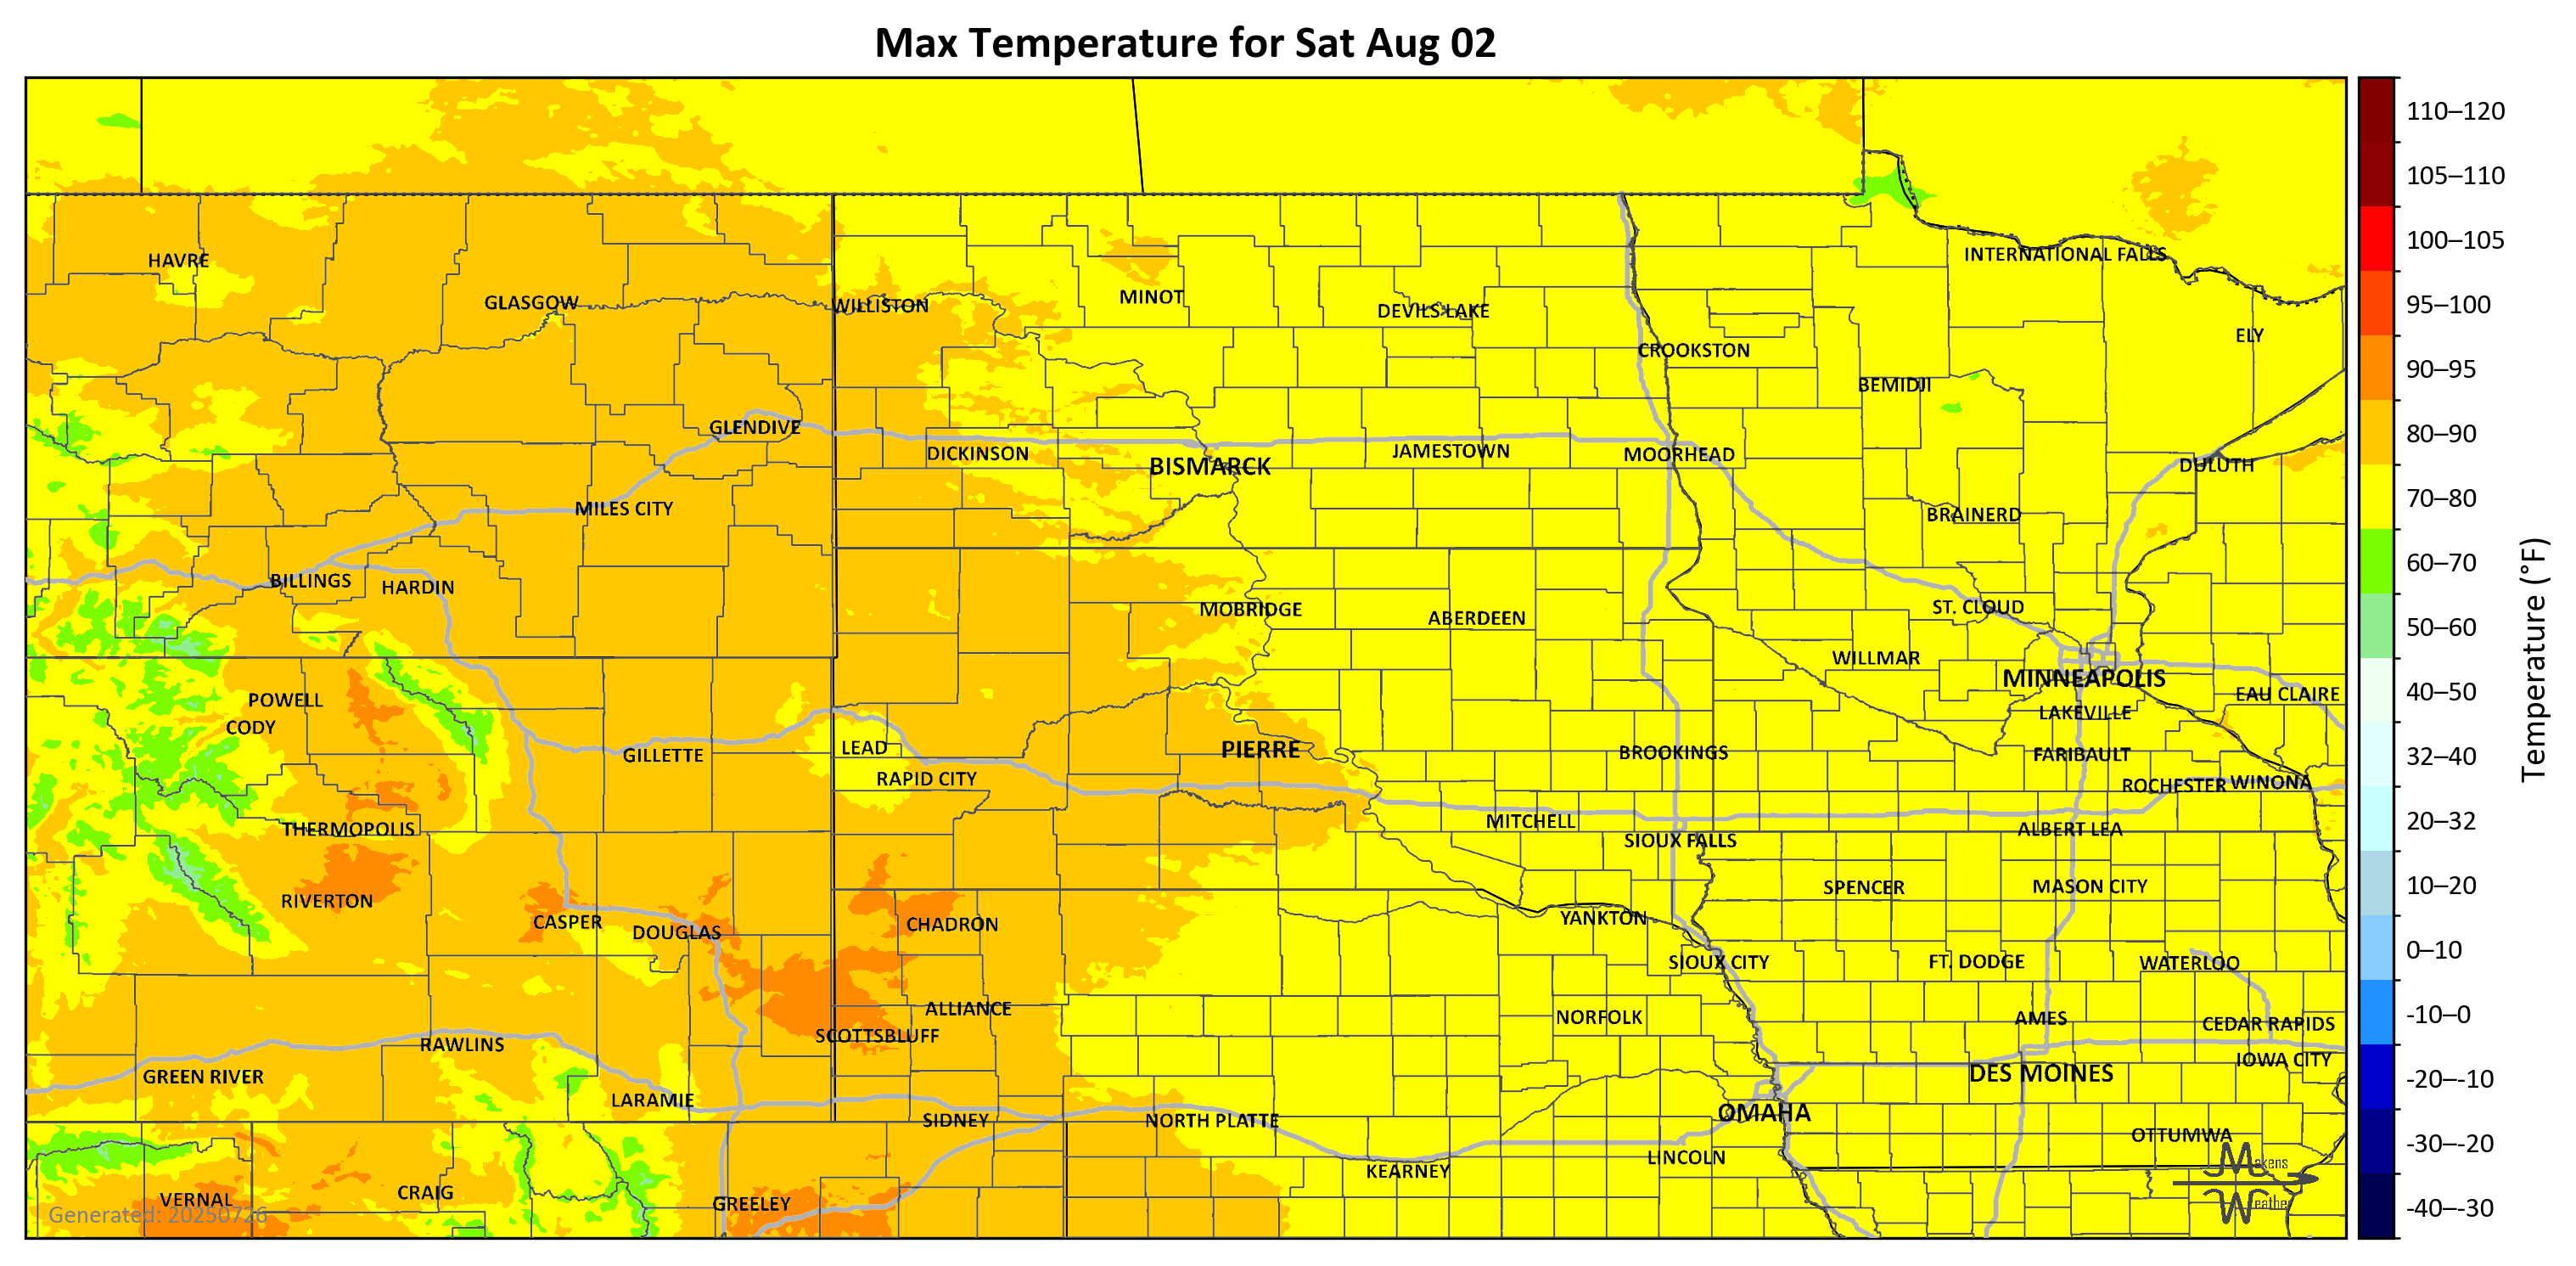 Max Temperature for Sat Aug 02
110–120
105–110
100–105
95–100
90–95
80–90
70–80
60–70
50–60
40–50
32–40
20–32
10–20
0–10
-10–0
-20–-10
-30–-20
-40–-30
Temperature (°F)
INTERNATIONAL FALLS
HAVRE
GLASGOW
WILLISTON
MINOT
DEVILS LAKE
ELY
CROOKSTON
BEMIDJI
GLENDIVE
DICKINSON
BISMARCK
JAMESTOWN
MOORHEAD
DULUTH
MILES CITY
BRAINERD
BILLINGS
HARDIN
MOBRIDGE
ABERDEEN
ST. CLOUD
WILLMAR
MINNEAPOLIS
POWELL
EAU CLAIRE
CODY
LAKEVILLE
GILLETTE
LEAD
PIERRE
BROOKINGS
FARIBAULT
RAPID CITY
ROCHESTER
WINONA
THERMOPOLIS
MITCHELL
SIOUX FALLS
ALBERT LEA
RIVERTON
SPENCER
MASON CITY
CASPER
DOUGLAS
CHADRON
YANKTON
SIOUX CITY
FT. DODGE
WATERLOO
ALLIANCE
NORFOLK
AMES
CEDAR RAPIDS
SCOTTSBLUFF
RAWLINS
IOWA CITY
GREEN RIVER
DES MOINES
LARAMIE
SIDNEY
NORTH PLATTE
OMAHA
OTTUMWA
LINCOLN
KEARNEY
VERNAL
CRAIG
GREELEY
Generated: 20250726
Makens
Weather